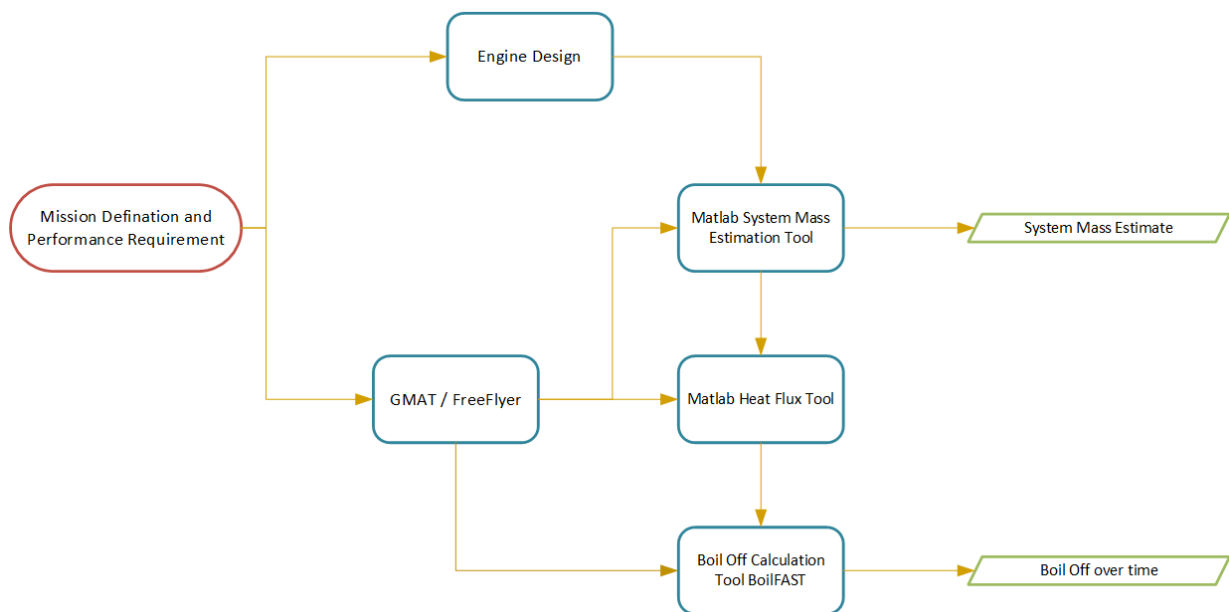 Engine Design
Mission Defination and
Performance Requirement
Matlab System Mass
Estimation Tool
System Mass Estimate
GMAT / FreeFlyer
Matlab Heat Flux Tool
Boil Off Calculation
Tool BoilFAST
Boil Off over time